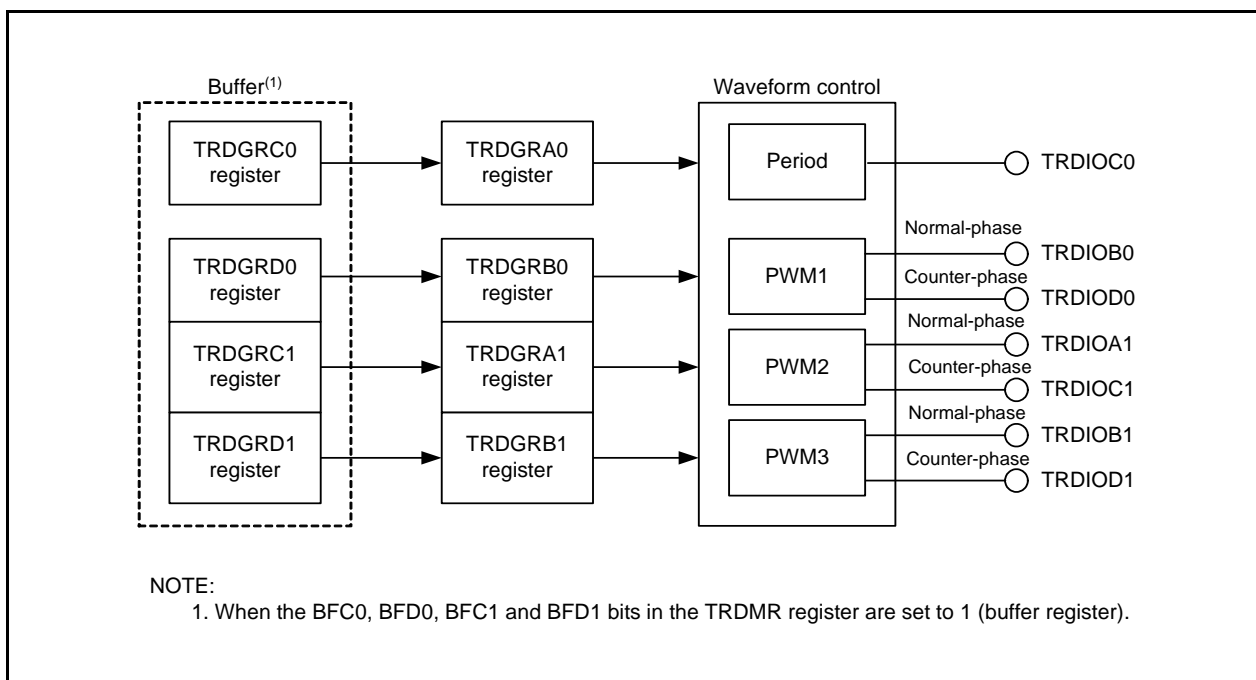 Buffer(1)
Waveform control
TRDGRC0
register
TRDGRA0
register
Period
TRDIOC0
TRDGRD0
register
TRDGRB0
register
PWM1
Normal-phase
TRDIOB0
Counter-phase
TRDIOD0
TRDGRC1
register
TRDGRA1
register
PWM2
Normal-phase
TRDIOA1
Counter-phase
TRDIOC1
TRDGRD1
register
TRDGRB1
register
PWM3
Normal-phase
TRDIOB1
Counter-phase
TRDIOD1
NOTE:
1. When the BFC0, BFD0, BFC1 and BFD1 bits in the TRDMR register are set to 1 (buffer register).